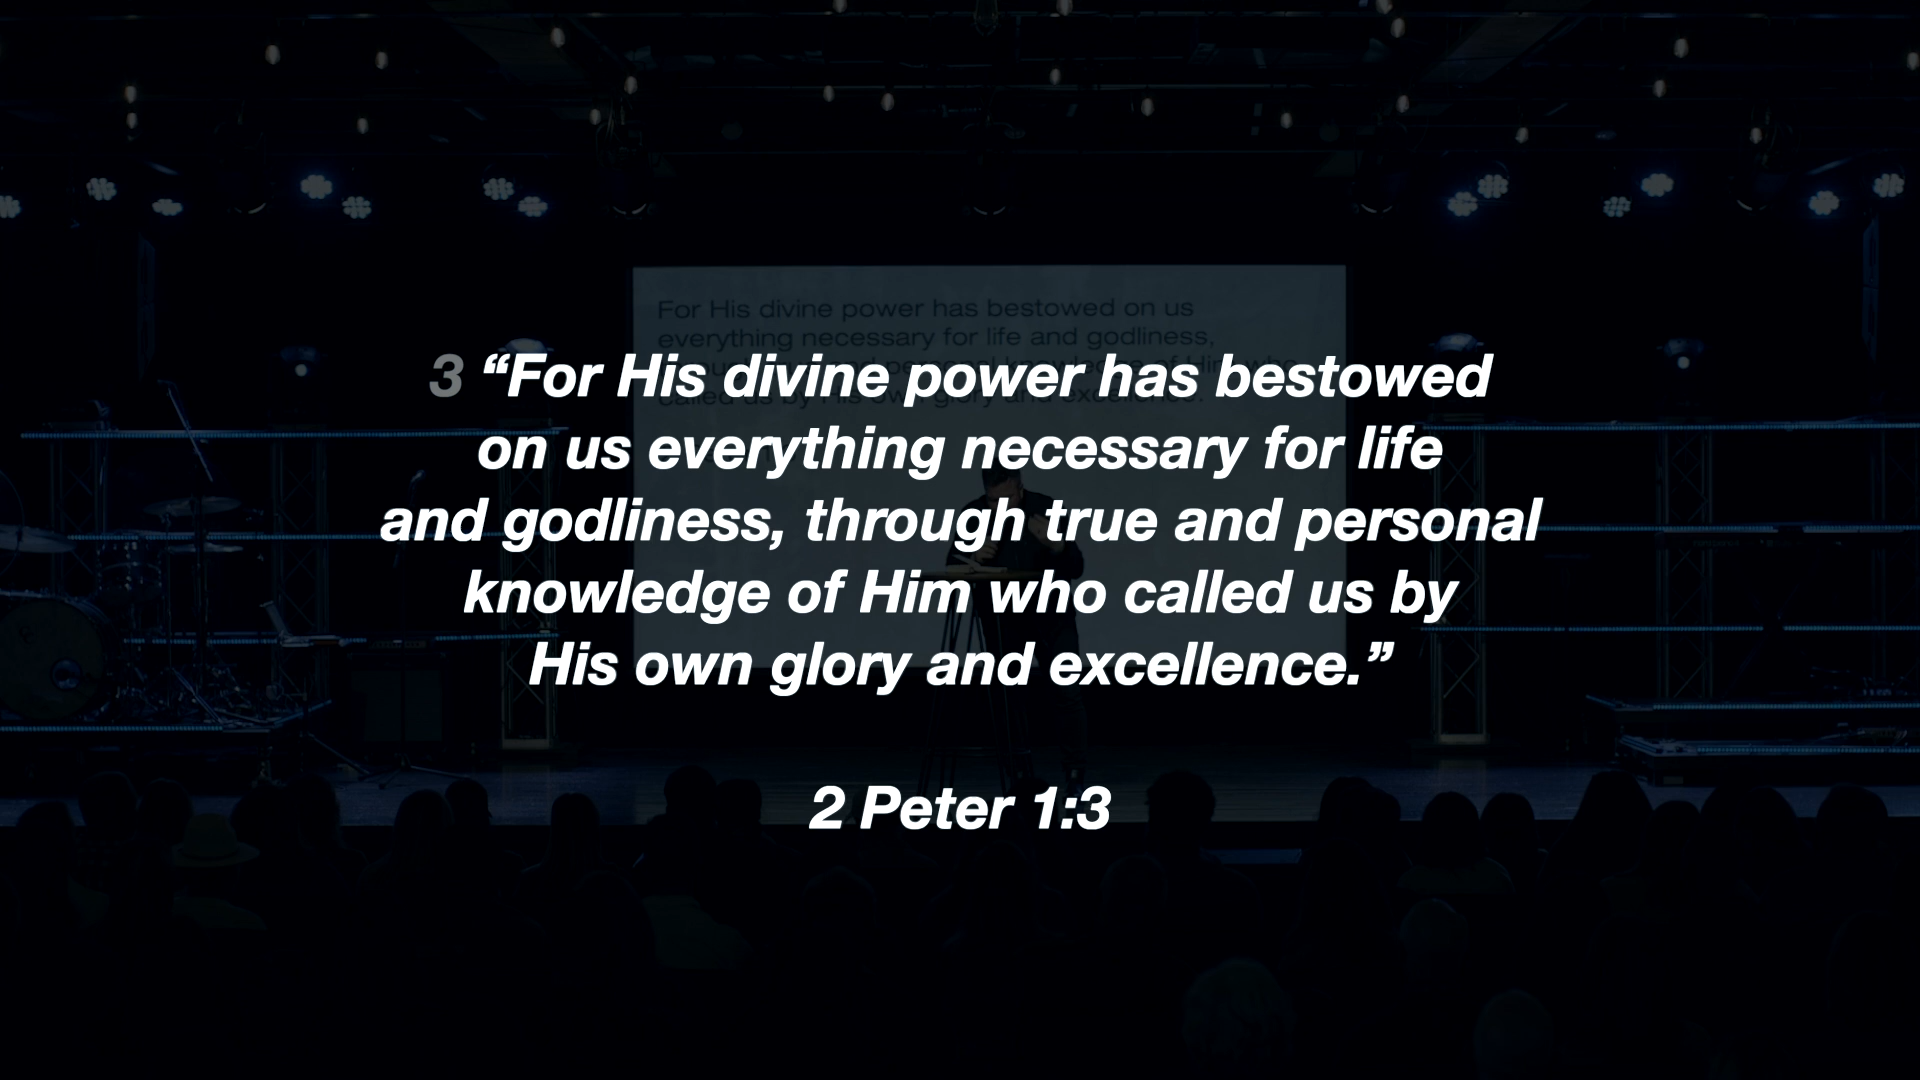 For His divine power has bestowed on us
everything necessary for life and godliness,
3 “For His divine power has bestowed
on us everything necessary for life
and godliness, through true and personal
knowledge of Him who called us by
His own glory and excellence.”
2 Peter 1:3